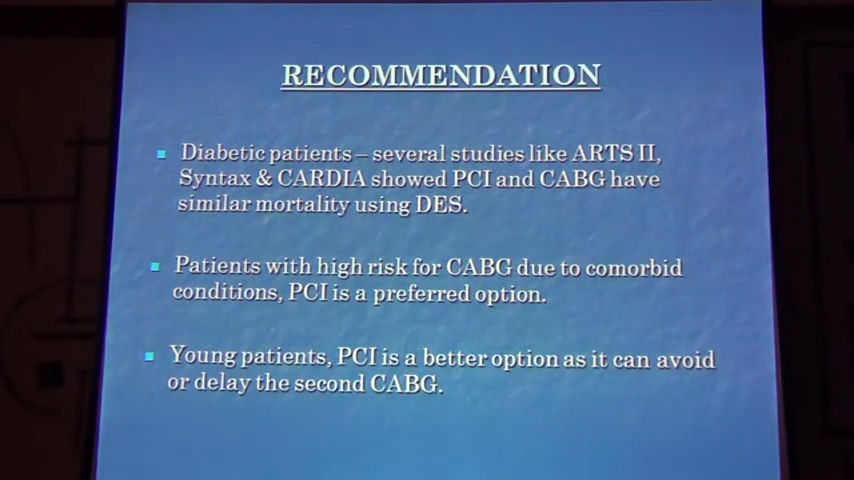 RECOMMENDATION
Diabetic patients – several studies like ARTS II,
Syntax & CARDIA showed PCI and CABG have
similar mortality using DES.
Patients with high risk for CABG due to comorbid
conditions, PCI is a preferred option.
Young patients, PCI is a better option as it can avoid
or delay the second CABG.